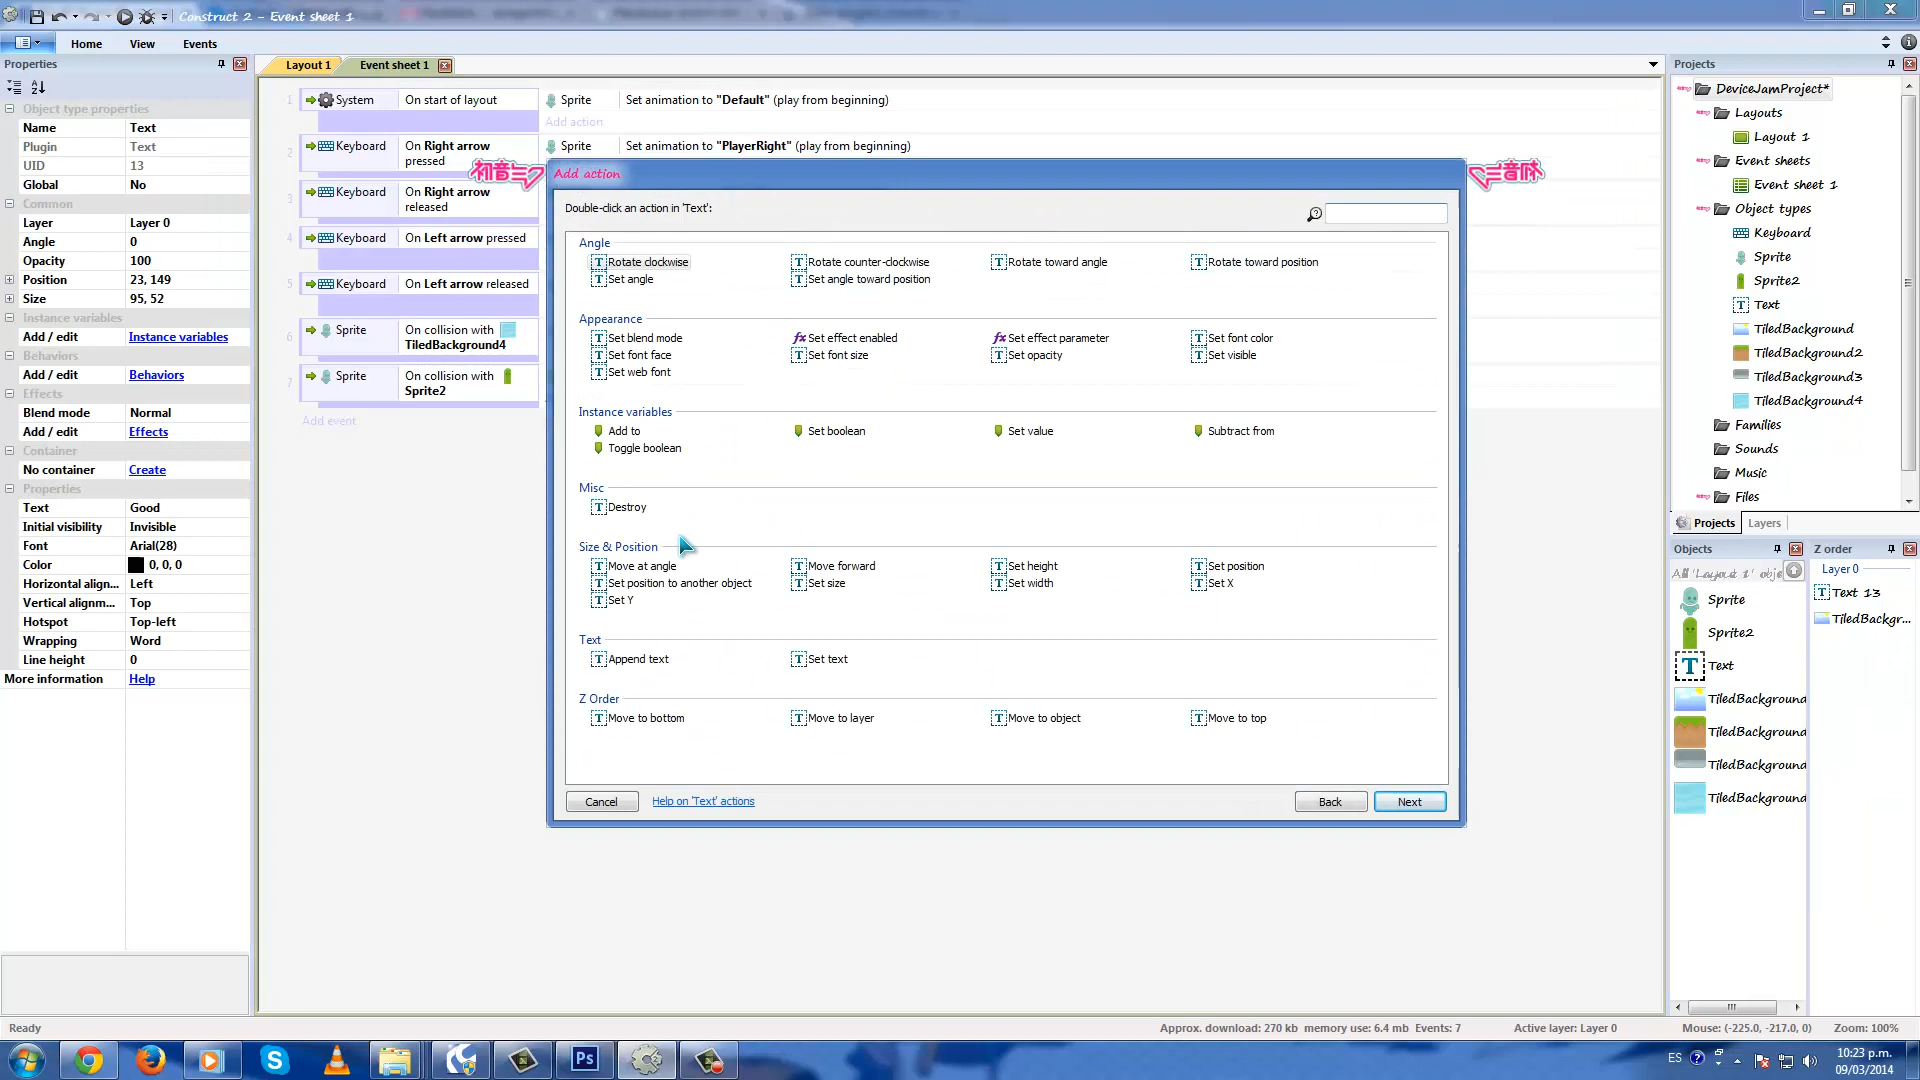 Construct 2 - Event sheet 1
Home View Events
Properties
Object type properties
Name Text
Plugin Text
UID 13
Global No
Common
Layer Layer 0
Angle 0
Opacity 100
Position 23, 149
Size 95, 52
Instance variables
Add / edit Instance variables
Behaviors
Add / edit Behaviors
Effects
Blend mode Normal
Add / edit Effects
Container
No container Create
Properties
Text Good
Initial visibility Invisible
Font Arial(28)
Color 0, 0, 0
Horizontal align... Left
Vertical alignm... Top
Hotspot Top-left
Wrapping Word
Line height 0
More information Help
Layout 1 Event sheet 1
1 System On start of layout Sprite Set animation to "Default" (play from beginning)
Add action
2 Keyboard On Right arrow pressed Sprite Set animation to "PlayerRight" (play from beginning)
3 Keyboard On Right arrow released
4 Keyboard On Left arrow pressed
5 Keyboard On Left arrow released
6 Sprite On collision with TiledBackground4
7 Sprite On collision with Sprite2
Add event
Add action
Double-click an action in 'Text':
Angle
Rotate clockwise Rotate counter-clockwise Rotate toward angle Rotate toward position
Set angle Set angle toward position
Appearance
Set blend mode Set effect enabled Set effect parameter Set font color
Set font face Set font size Set opacity Set visible
Set web font
Instance variables
Add to Set boolean Set value Subtract from
Toggle boolean
Misc
Destroy
Size & Position
Move at angle Move forward Set height Set position
Set position to another object Set size Set width Set X
Set Y
Text
Append text Set text
Z Order
Move to bottom Move to layer Move to object Move to top
Cancel Help on 'Text' actions Back Next
Projects
DeviceJamProject*
Layouts
Layout 1
Event sheets
Event sheet 1
Object types
Keyboard
Sprite
Sprite2
Text
TiledBackground
TiledBackground2
TiledBackground3
TiledBackground4
Families
Sounds
Music
Files
Projects Layers
Objects
All 'Layout 1' obje
Sprite
Sprite2
Text
TiledBackground
TiledBackground
TiledBackground
TiledBackground
Z order
Layer 0
Text 13
TiledBackgr...
Ready Approx. download: 270 kb memory use: 6.4 mb Events: 7 Active layer: Layer 0 Mouse: (-225.0, -217.0, 0) Zoom: 100%
Ps
ES
10:23 p.m.
09/03/2014